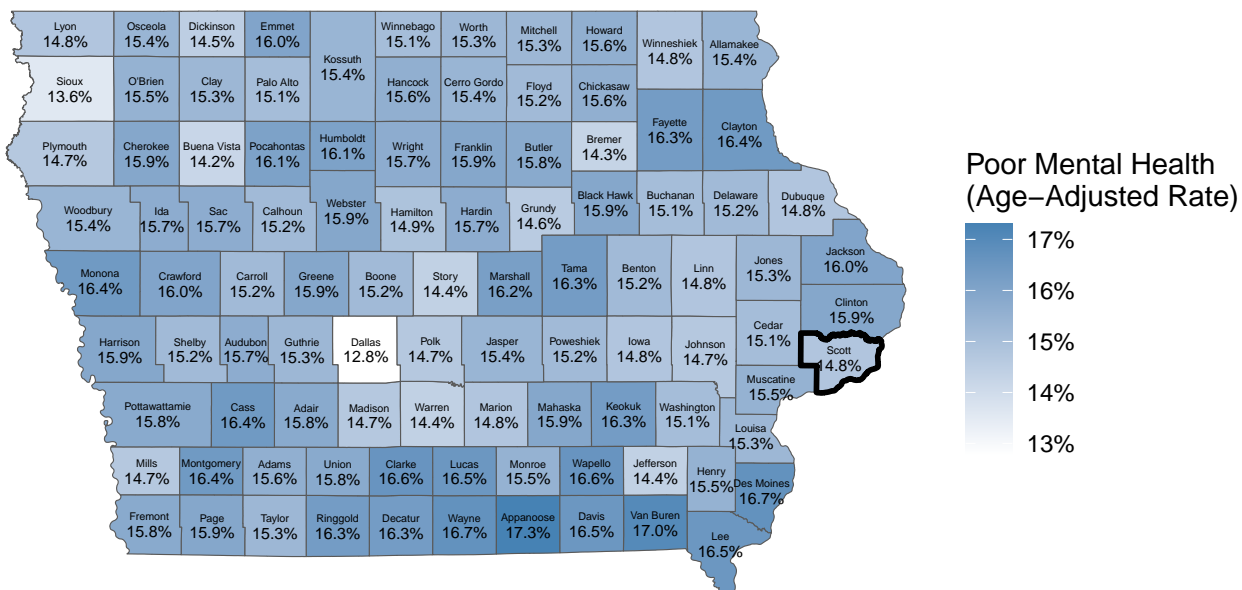 Lyon
14.8%
Osceola
15.4%
Dickinson
14.5%
Emmet
16.0%
Kossuth
15.4%
Winnebago
15.1%
Worth
15.3%
Mitchell
15.3%
Howard
15.6%
Winneshiek
14.8%
Allamakee
15.4%
Sioux
13.6%
O'Brien
15.5%
Clay
15.3%
Palo Alto
15.1%
Hancock
15.6%
Cerro Gordo
15.4%
Floyd
15.2%
Chickasaw
15.6%
Fayette
16.3%
Clayton
16.4%
Plymouth
14.7%
Cherokee
15.9%
Buena Vista
14.2%
Pocahontas
16.1%
Humboldt
16.1%
Wright
15.7%
Franklin
15.9%
Butler
15.8%
Bremer
14.3%
Woodbury
15.4%
Ida
15.7%
Sac
15.7%
Calhoun
15.2%
Webster
15.9%
Hamilton
14.9%
Hardin
15.7%
Grundy
14.6%
Black Hawk
15.9%
Buchanan
15.1%
Delaware
15.2%
Dubuque
14.8%
Monona
16.4%
Crawford
16.0%
Carroll
15.2%
Greene
15.9%
Boone
15.2%
Story
14.4%
Marshall
16.2%
Tama
16.3%
Benton
15.2%
Linn
14.8%
Jones
15.3%
Jackson
16.0%
Clinton
15.9%
Harrison
15.9%
Shelby
15.2%
Audubon
15.7%
Guthrie
15.3%
Dallas
12.8%
Polk
14.7%
Jasper
15.4%
Poweshiek
15.2%
Iowa
14.8%
Johnson
14.7%
Cedar
15.1%
Scott
14.8%
Muscatine
15.5%
Pottawattamie
15.8%
Cass
16.4%
Adair
15.8%
Madison
14.7%
Warren
14.4%
Marion
14.8%
Mahaska
15.9%
Keokuk
16.3%
Washington
15.1%
Louisa
15.3%
Mills
14.7%
Montgomery
16.4%
Adams
15.6%
Union
15.8%
Clarke
16.6%
Lucas
16.5%
Monroe
15.5%
Wapello
16.6%
Jefferson
14.4%
Henry
15.5%
Des Moines
16.7%
Fremont
15.8%
Page
15.9%
Taylor
15.3%
Ringgold
16.3%
Decatur
16.3%
Wayne
16.7%
Appanoose
17.3%
Davis
16.5%
Van Buren
17.0%
Lee
16.5%
Poor Mental Health
(Age−Adjusted Rate)
17%
16%
15%
14%
13%